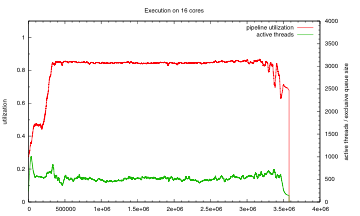 Execution on 16 cores
pipeline utilization
active threads
utilization
active threads / exclusive queue size
0
0.2
0.4
0.6
0.8
1
0
500
1000
1500
2000
2500
3000
3500
4000
0
500000
1e+06
1.5e+06
2e+06
2.5e+06
3e+06
3.5e+06
4e+06